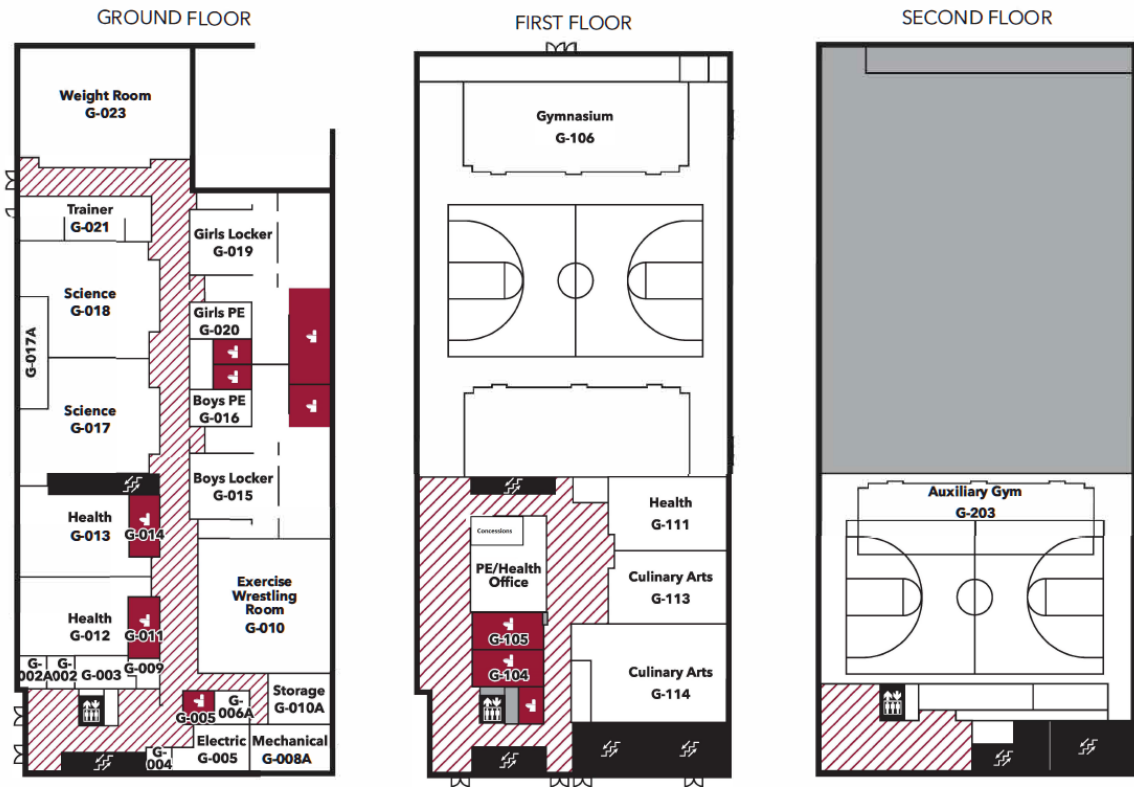 GROUND FLOOR
Weight Room
G-023
Trainer
G-021
Girls Locker
G-019
Science
G-018
G-017A
Girls PE
G-020
Boys PE
G-016
Science
G-017
Boys Locker
G-015
Health
G-013
G-014
Exercise
Wrestling
Room
G-010
Health
G-012
G-011
G-
002A
G-
002
G-003
G-009
G-005
G-
006A
Storage
G-010A
G-
004
Electric
G-005
Mechanical
G-008A
FIRST FLOOR
Gymnasium
G-106
Concessions
PE/Health
Office
Health
G-111
Culinary Arts
G-113
G-105
G-104
Culinary Arts
G-114
SECOND FLOOR
Auxiliary Gym
G-203